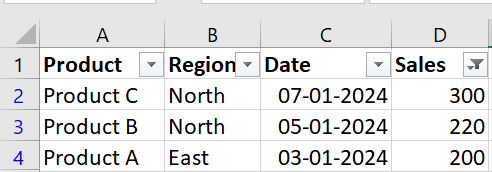 A B C D
1 Product Region Date Sales
2 Product C North 07-01-2024 300
3 Product B North 05-01-2024 220
4 Product A East 03-01-2024 200